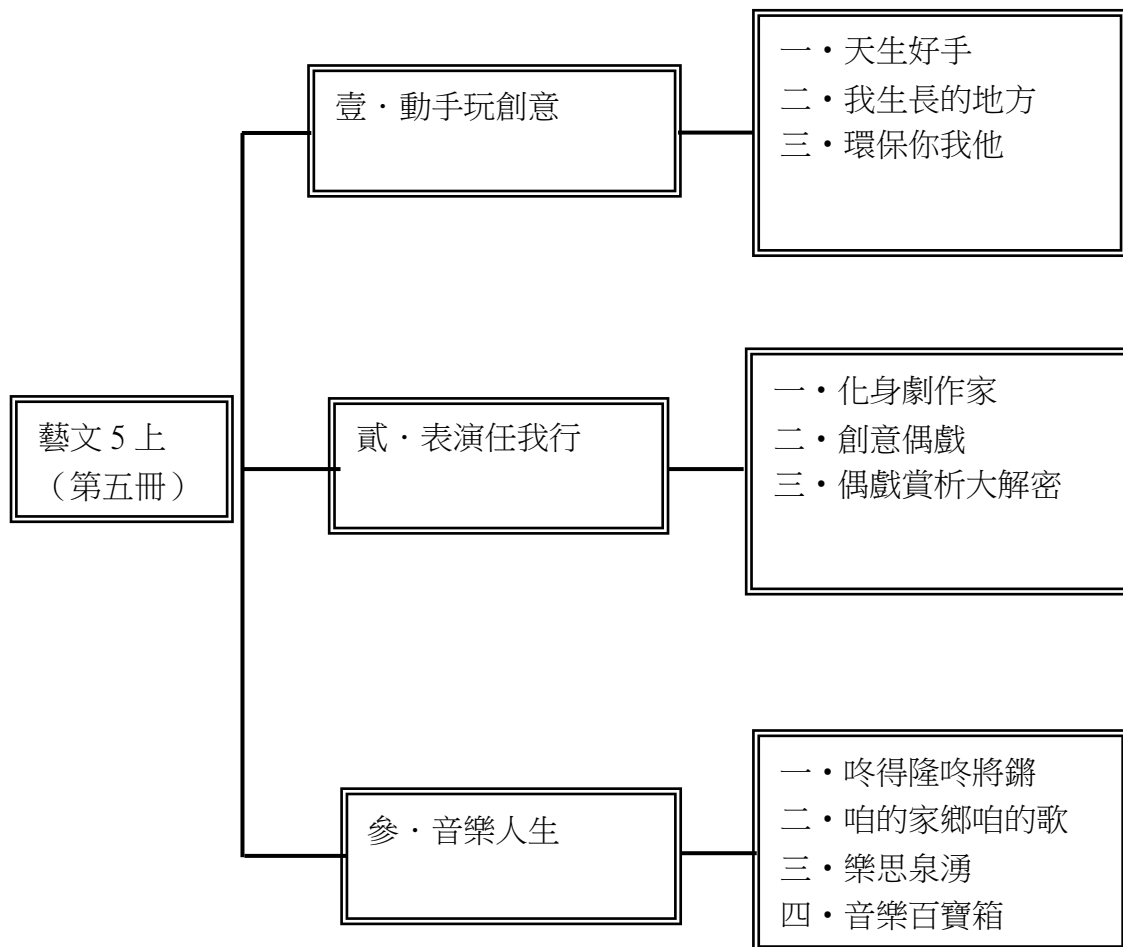 壹．動手玩創意
一・天生好手
二・我生長的地方
三・環保你我他
藝文 5 上
（第五冊）
貳．表演任我行
一・化身劇作家
二・創意偶戲
三・偶戲賞析大解密
參．音樂人生
一・咚得隆咚將鏘
二・咱的家鄉咱的歌
三・樂思泉湧
四・音樂百寶箱